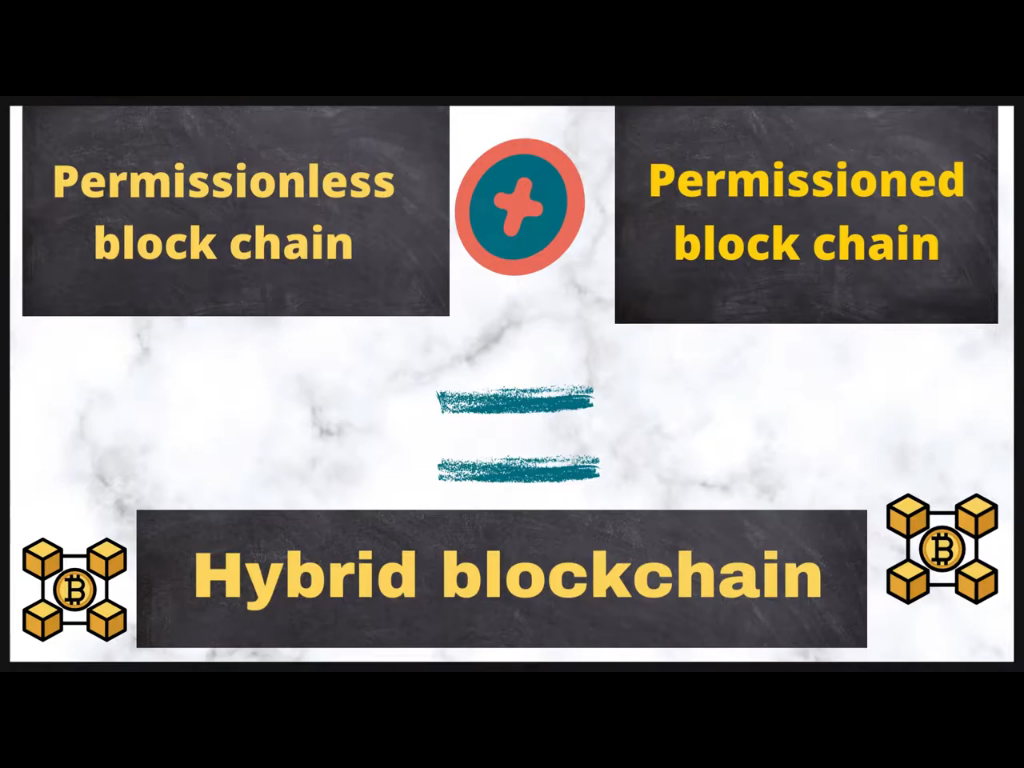 Permissionless
block chain
Permissioned
block chain
Hybrid blockchain